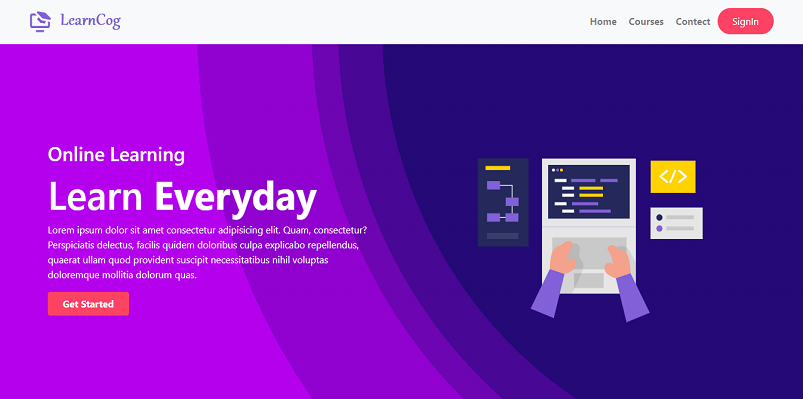 LearnCog
Home Courses Contect SignIn
Online Learning
Learn Everyday
Lorem ipsum dolor sit amet consectetur adipisicing elit. Quam, consectetur?
Perspiciatis delectus, facilis quidem doloribus culpa explicabo repellendus,
quaerat ullam quod provident suscipit necessitatibus nihil voluptas
doloremque mollitia dolorum quas.
Get Started
</>